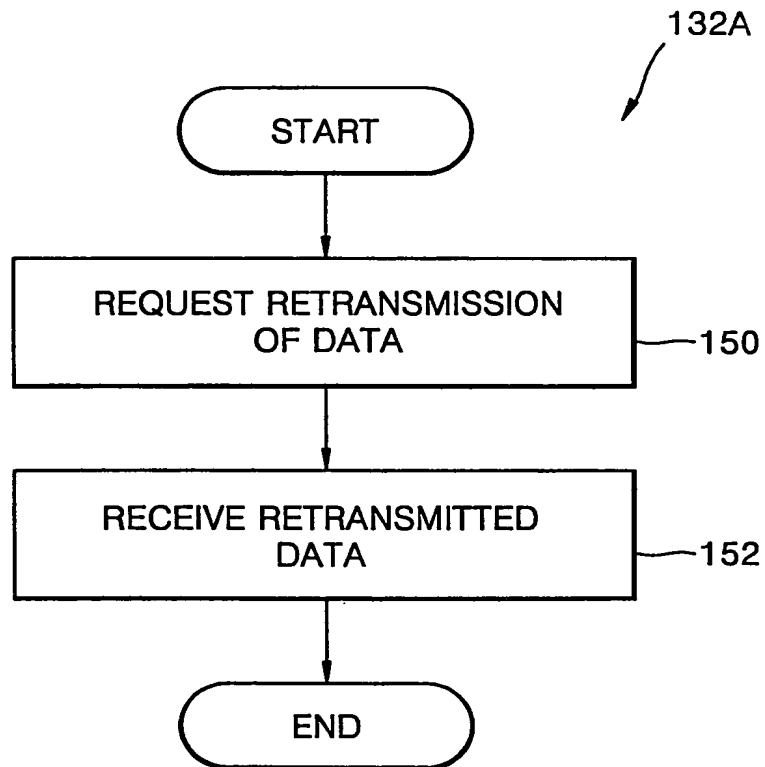 132A
START
REQUEST RETRANSMISSION
OF DATA
150
RECEIVE RETRANSMITTED
DATA
152
END